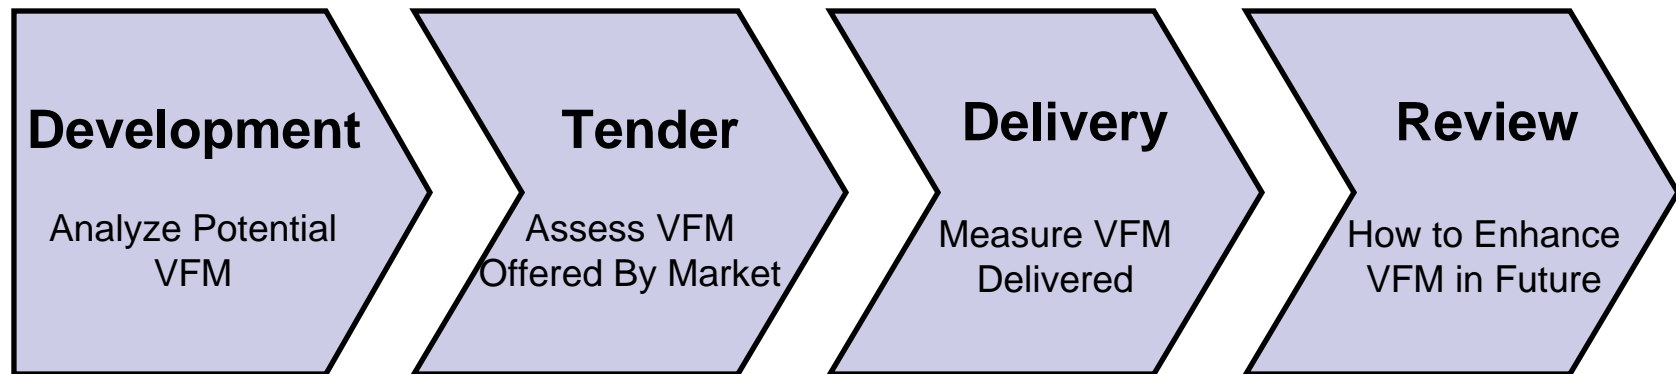 Development
Analyze Potential
VFM
Tender
Assess VFM
Offered By Market
Delivery
Measure VFM
Delivered
Review
How to Enhance
VFM in Future